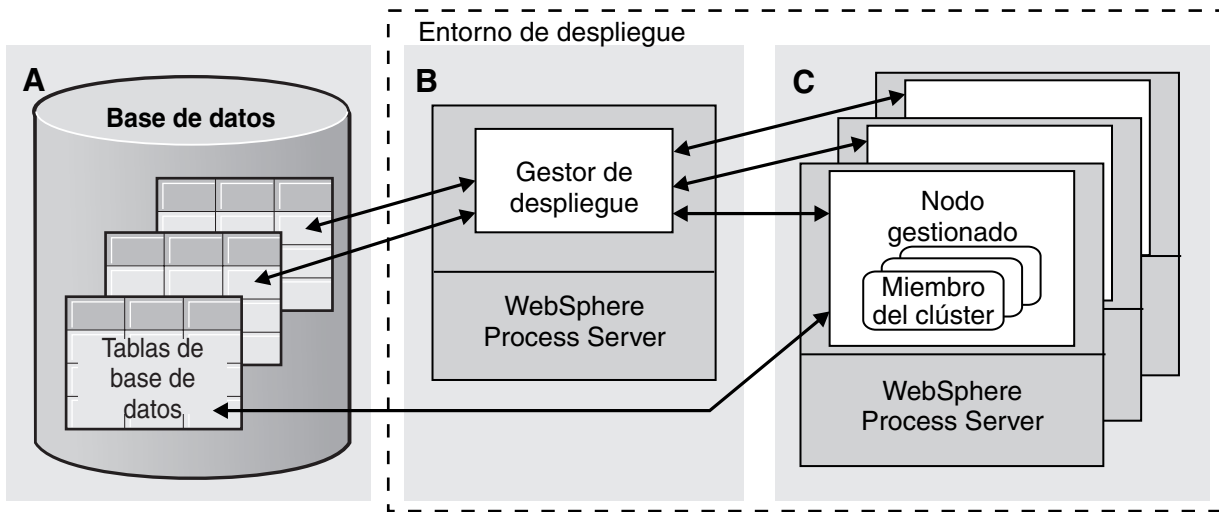 Entorno de despliegue
A
Base de datos
Tablas de
base de
datos
B
Gestor de
despliegue
WebSphere
Process Server
C
Nodo
gestionado
Miembro
del clúster
WebSphere
Process Server